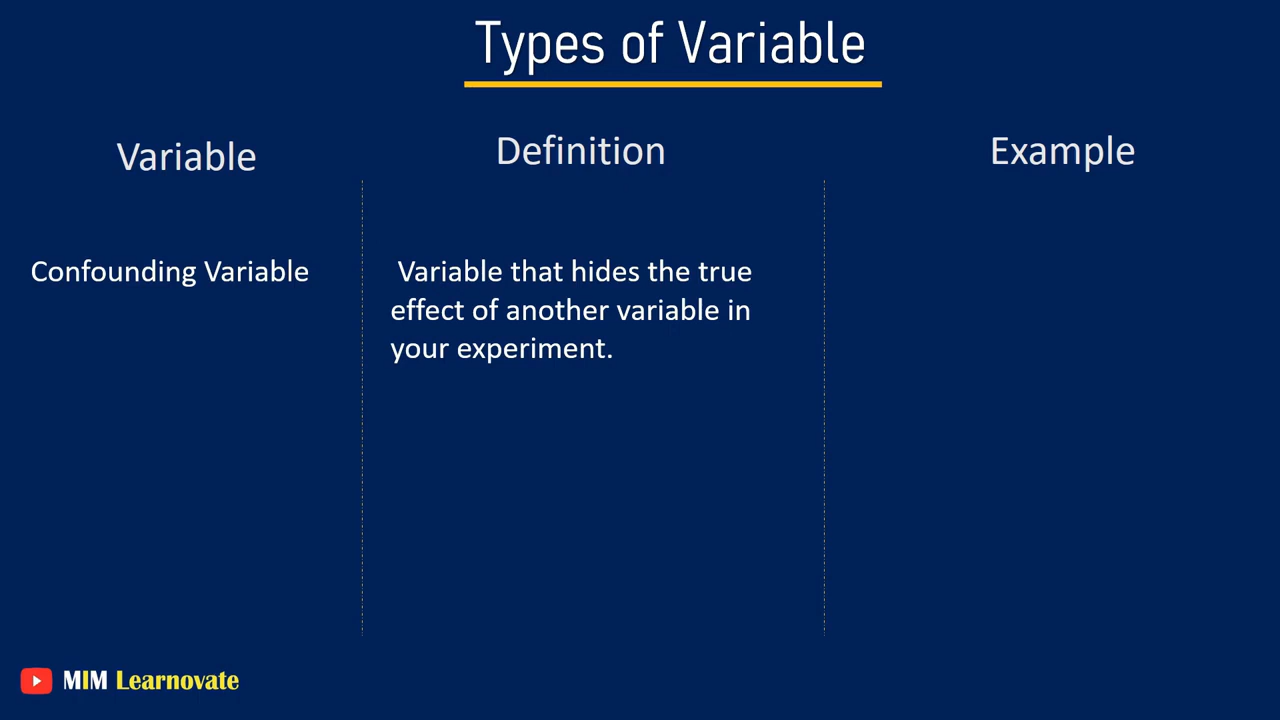 Types of Variable
Variable
Definition
Example
Confounding Variable
Variable that hides the true
effect of another variable in
your experiment.
MIM Learnovate